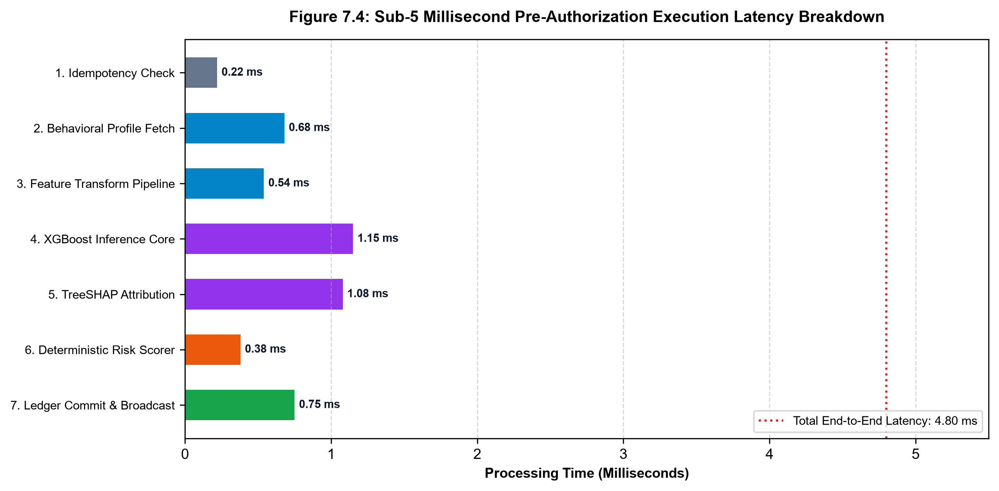 Figure 7.4: Sub-5 Millisecond Pre-Authorization Execution Latency Breakdown
1. Idempotency Check
0.22 ms
2. Behavioral Profile Fetch
0.68 ms
3. Feature Transform Pipeline
0.54 ms
4. XGBoost Inference Core
1.15 ms
5. TreeSHAP Attribution
1.08 ms
6. Deterministic Risk Scorer
0.38 ms
7. Ledger Commit & Broadcast
0.75 ms
Total End-to-End Latency: 4.80 ms
0 1 2 3 4 5
Processing Time (Milliseconds)